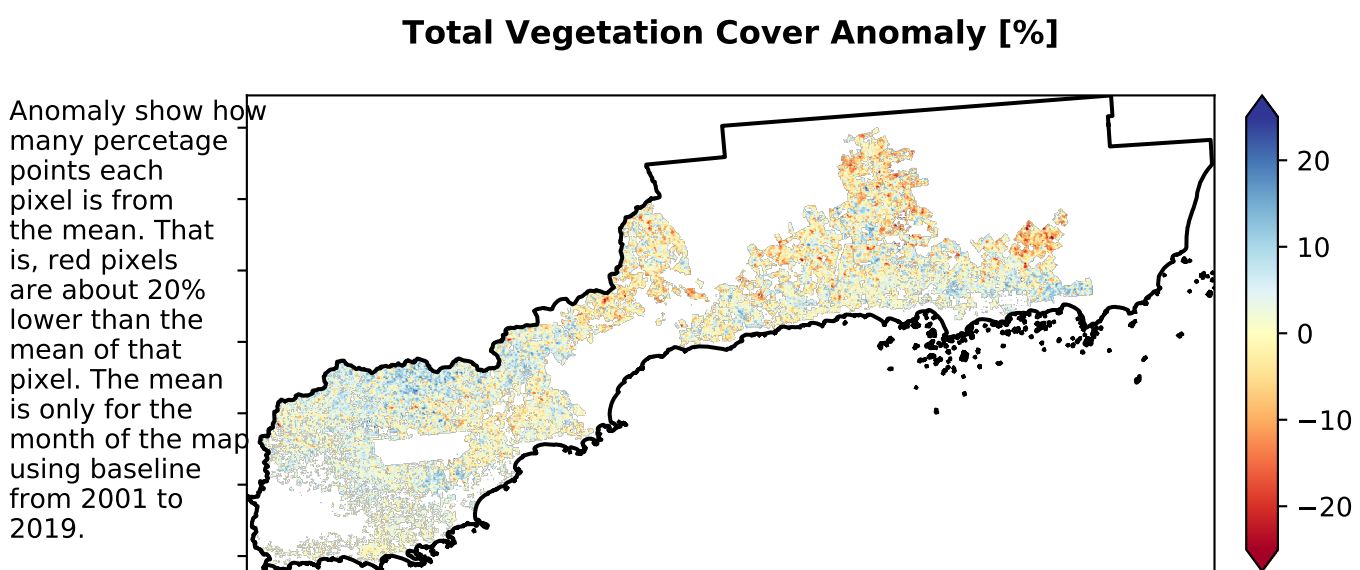 Total Vegetation Cover Anomaly [%]
Anomaly show how
many percetage
points each
pixel is from
the mean. That
is, red pixels
are about 20%
lower than the
mean of that
pixel. The mean
is only for the
month of the map
using baseline
from 2001 to
2019.
20
10
0
−10
−20